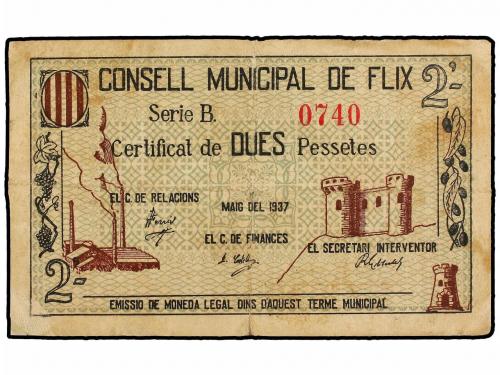 CONSELL MUNICIPAL DE FLIX 2'-
Serie B. 0740
Certificat de DUES Pessetes
EL C. DE RELACIONS
MAIG DEL 1937
EL C. DE FINANCES
EL SECRETARI INTERVENTOR
2'-
EMISSIO DE MONEDA LEGAL DINS D'AQUEST TERME MUNICIPAL